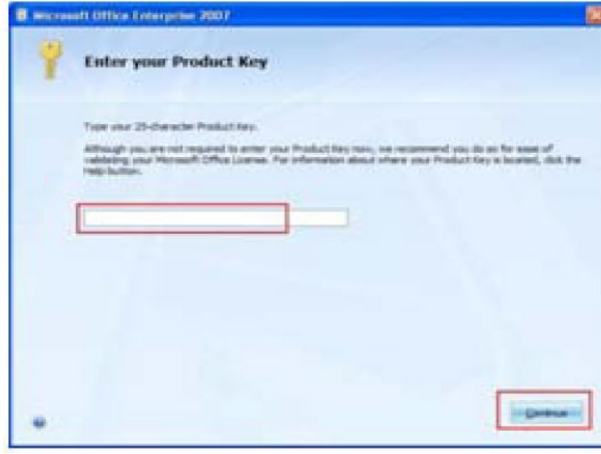 Microsoft Office Enterprise 2007
Enter your Product Key
Type your 25-character Product Key.
Although you are not required to enter your Product Key now, we recommend you do so for ease of
validating your Microsoft Office License. For information about where your Product Key is located, click the
Help button.
Continue